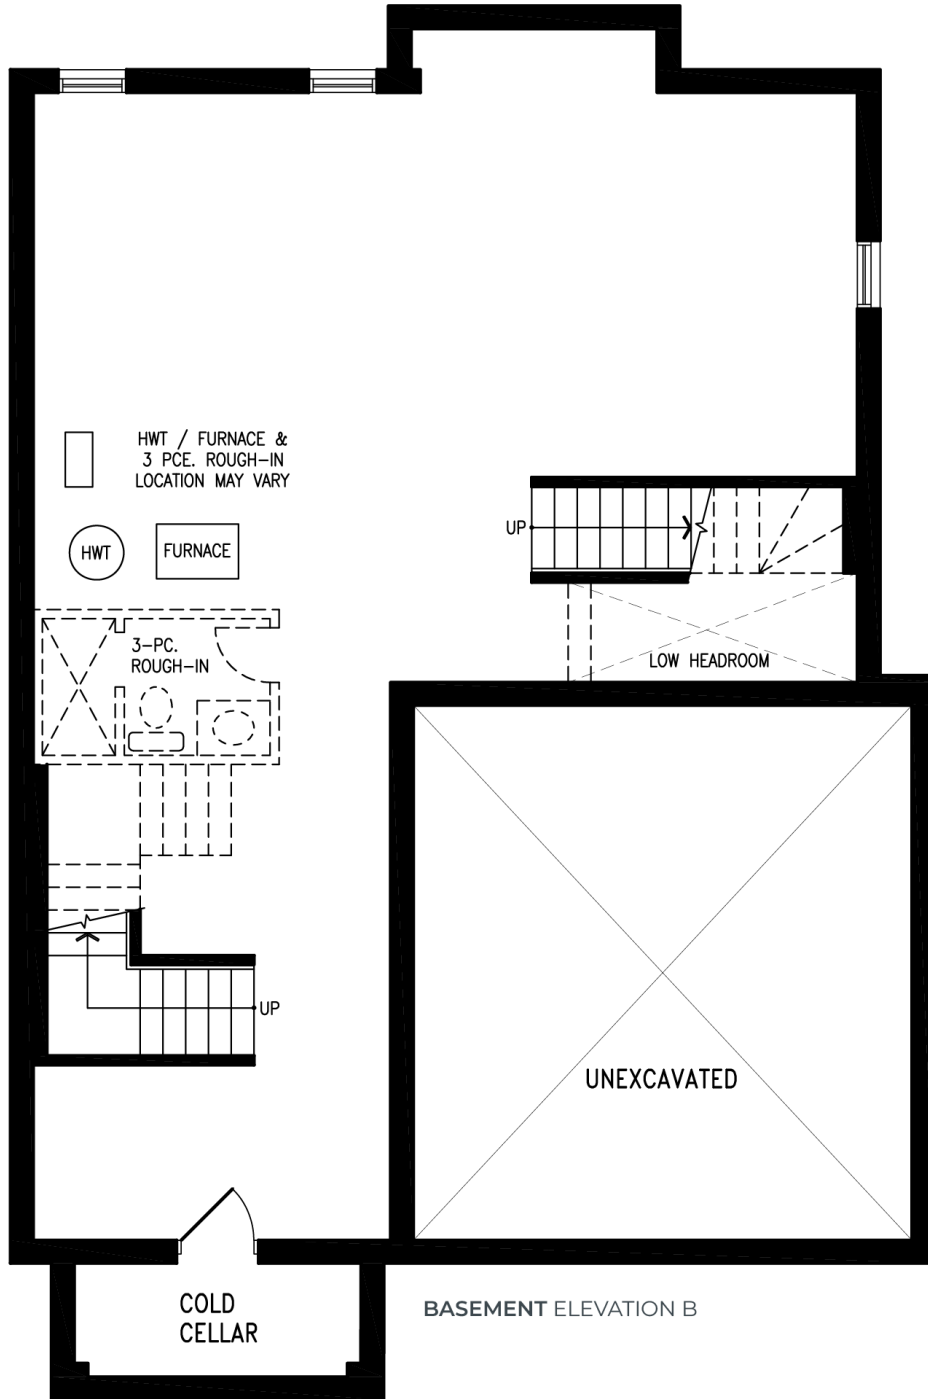 HWT / FURNACE &
3 PCE. ROUGH-IN
LOCATION MAY VARY
UP
HWT
FURNACE
3-PC.
ROUGH-IN
LOW HEADROOM
UP
UNEXCAVATED
COLD
CELLAR
BASEMENT ELEVATION B